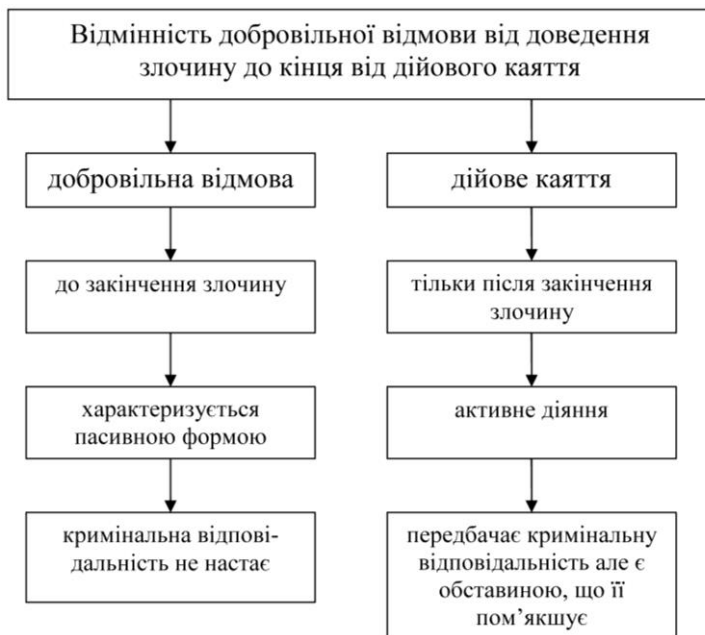 Відмінність добровільної відмови від доведення
злочину до кінця від дійового каяття
добровільна відмова
до закінчення злочину
характеризується
пасивною формою
кримінальна відпові-
дальність не настає
дійове каяття
тільки після закінчення
злочину
активне діяння
передбачає кримінальну
відповідальність але є
обставиною, що її
пом’якшує